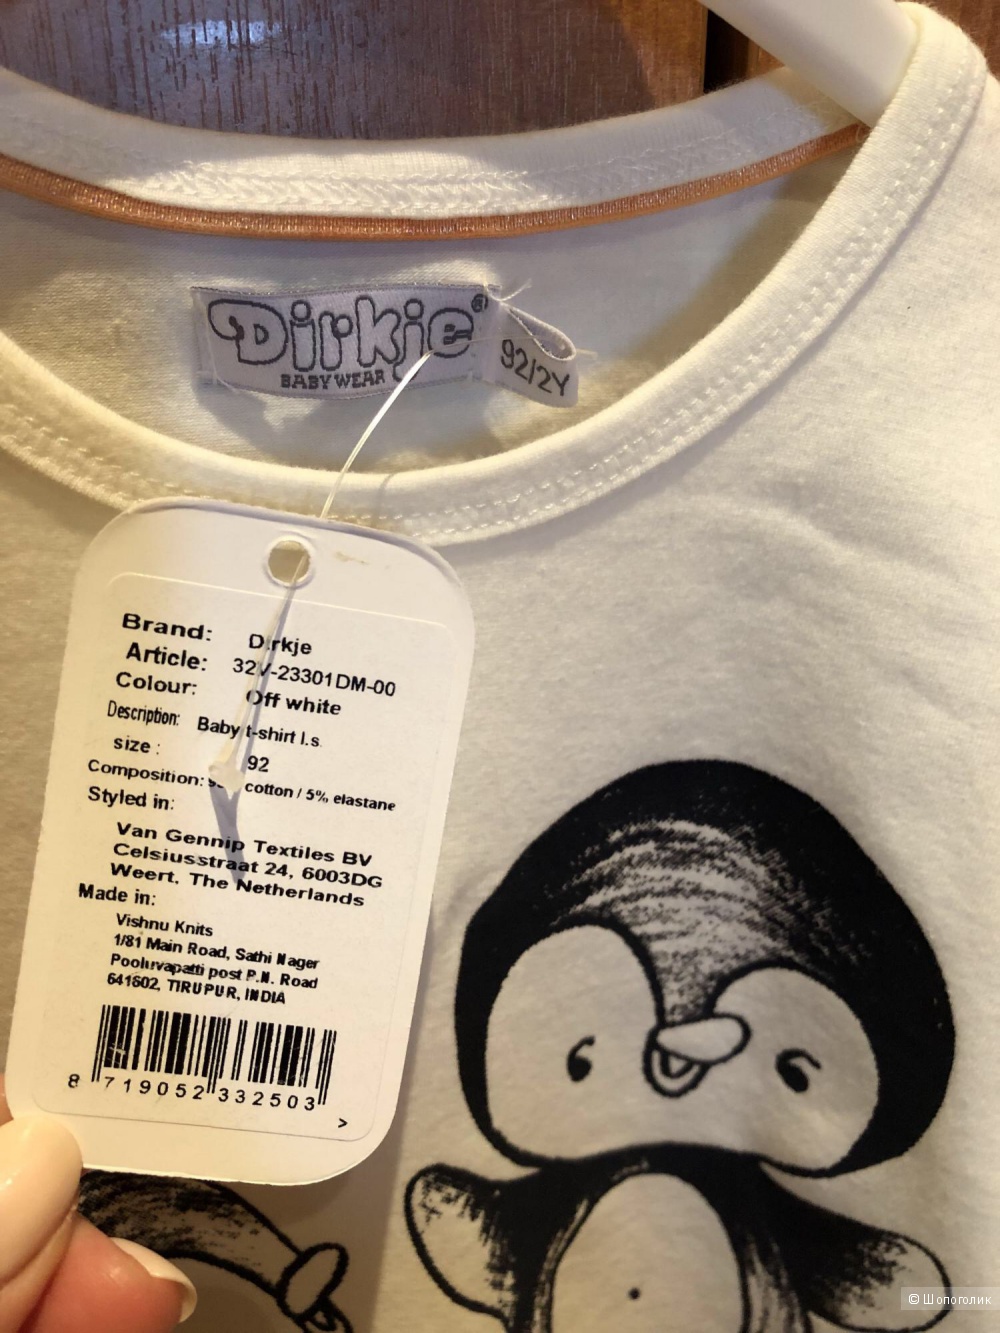 Dirkje®
BABYWEAR
92/2Y
Brand: Dirkje
Article: 32V-23301DM-00
Colour: Off white
Description: Baby t-shirt l.s.
size : 92
Composition: cotton / 5% elastane
Styled in:
Van Gennip Textiles BV
Celsiusstraat 24, 6003DG
Weert. The Netherlands
Made in:
Vishnu Knits
1/81 Main Road, Sathi Nager
Pooluvapatti post P.N. Road
641602, TIRUPUR, INDIA
8 719052 332503 >
© Шопоголик